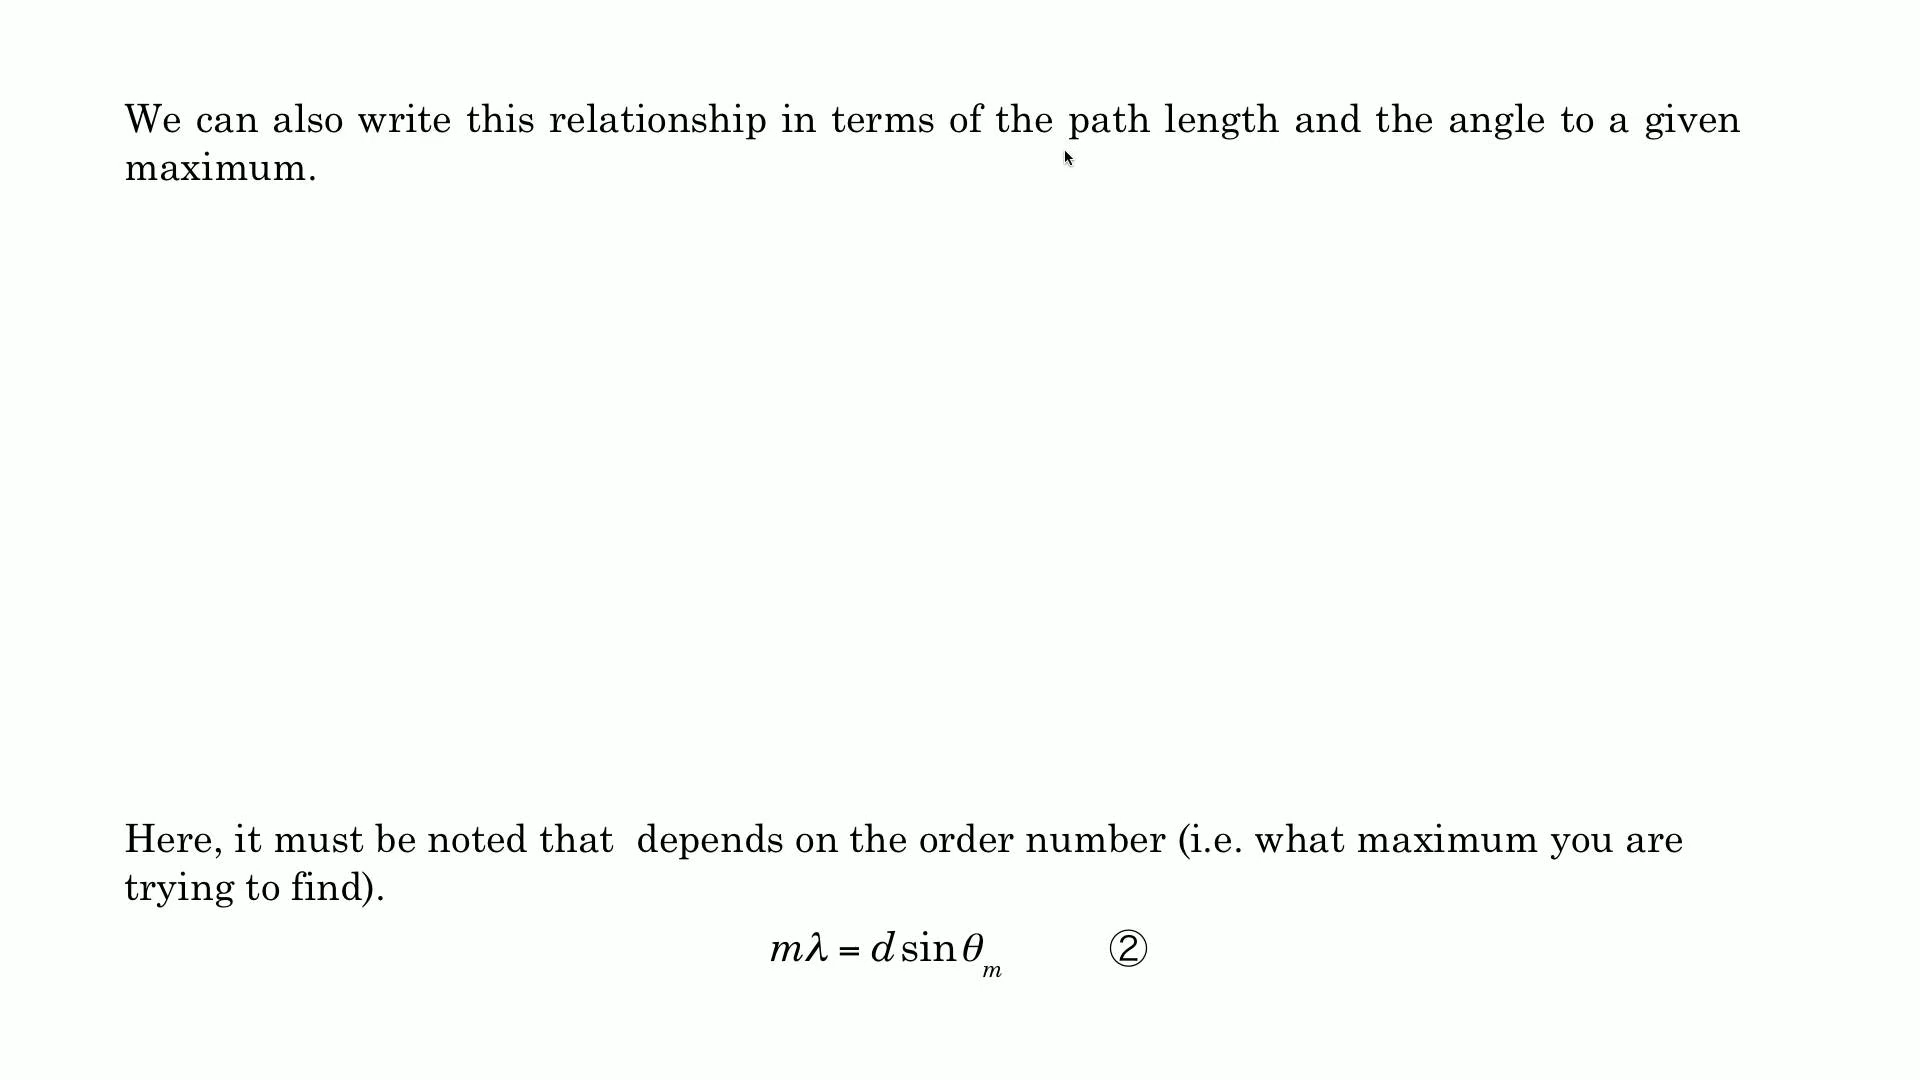 We can also write this relationship in terms of the path length and the angle to a given
maximum.
Here, it must be noted that  depends on the order number (i.e. what maximum you are
trying to find).
mλ = d sin θₘ ②